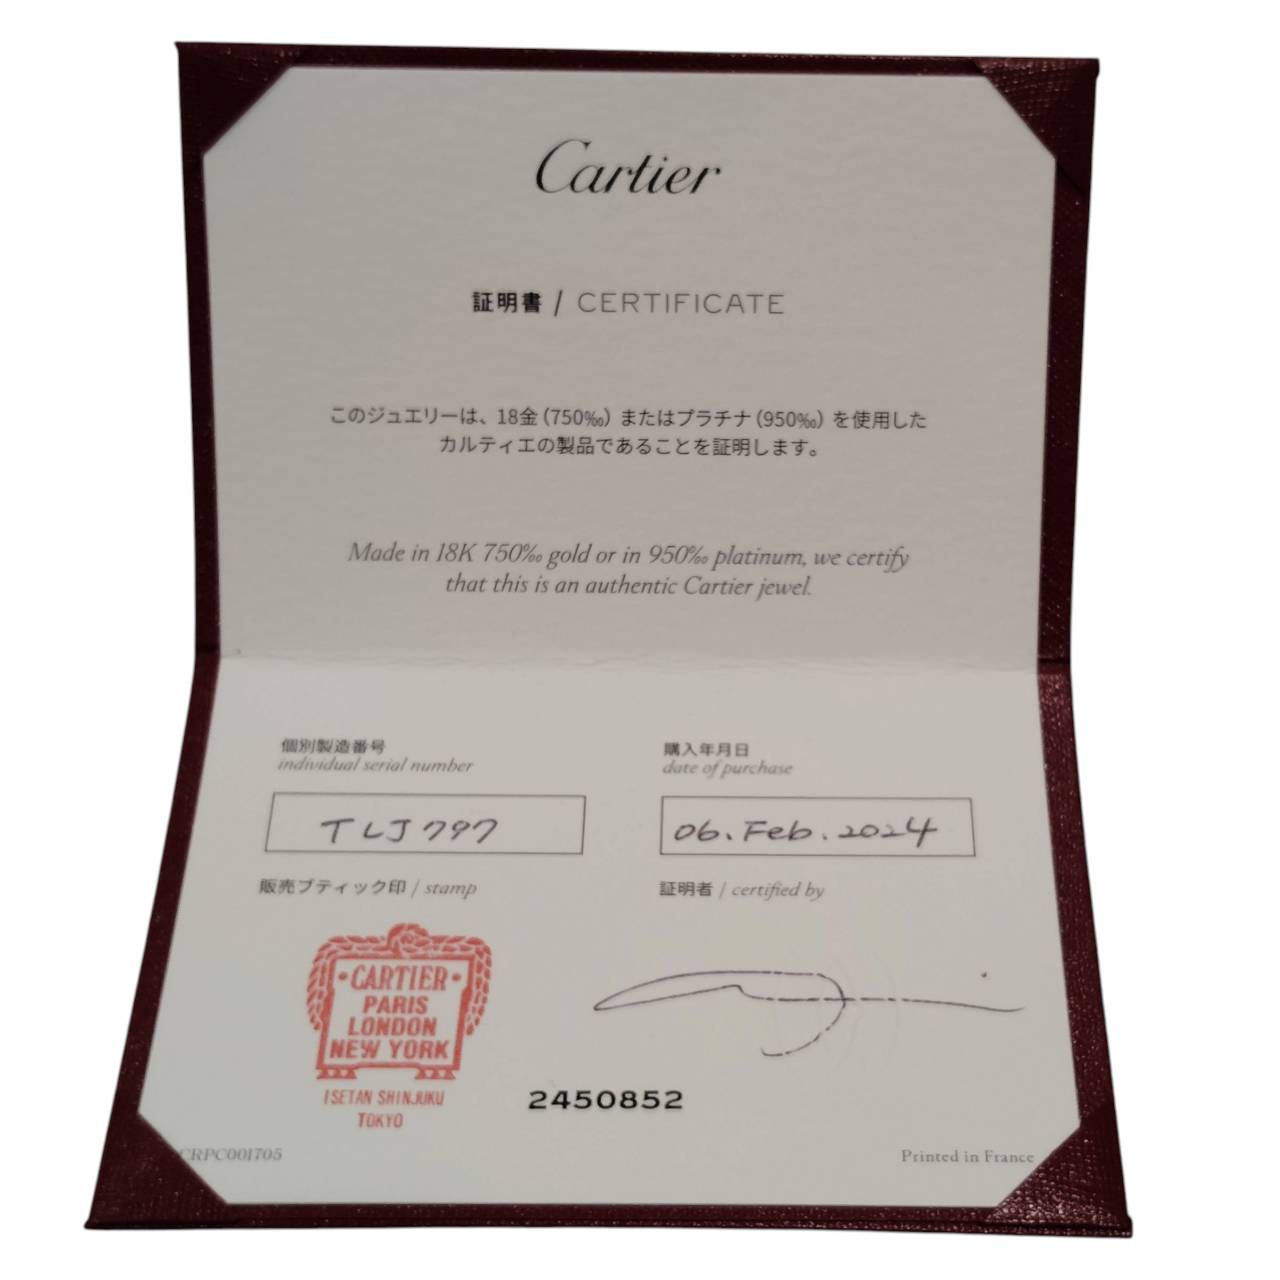 Cartier
証明書 / CERTIFICATE
このジュエリーは、18金(750‰)またはプラチナ(950‰)を使用した
カルティエの製品であることを証明します。
Made in 18K 750‰ gold or in 950‰ platinum, we certify
that this is an authentic Cartier jewel.
個別製造番号
individual serial number
TLJ797
購入年月日
date of purchase
06.Feb.2024
販売ブティック印 / stamp
証明者 / certified by
·CARTIER·
PARIS
LONDON
NEW YORK
ISETAN SHINJUKU
TOKYO
2450852
CRPC001705
Printed in France